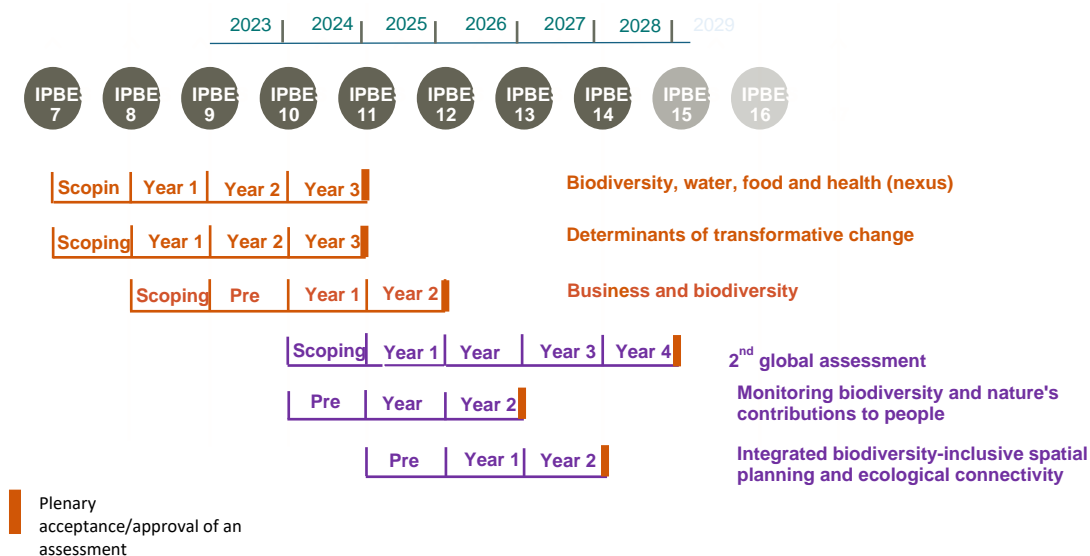 2023 2024 2025 2026 2027 2028 2029
IPBES IPBES IPBES IPBES IPBES IPBES IPBES IPBES IPBES IPBES
7 8 9 10 11 12 13 14 15 16
Scopin Year 1 Year 2 Year 3 Biodiversity, water, food and health (nexus)
Scoping Year 1 Year 2 Year 3 Determinants of transformative change
Scoping Pre Year 1 Year 2 Business and biodiversity
Scoping Year 1 Year Year 3 Year 4 2nd global assessment
Pre Year Year 2 Monitoring biodiversity and nature's
contributions to people
Pre Year 1 Year 2 Integrated biodiversity-inclusive spatial
planning and ecological connectivity
Plenary
acceptance/approval of an
assessment